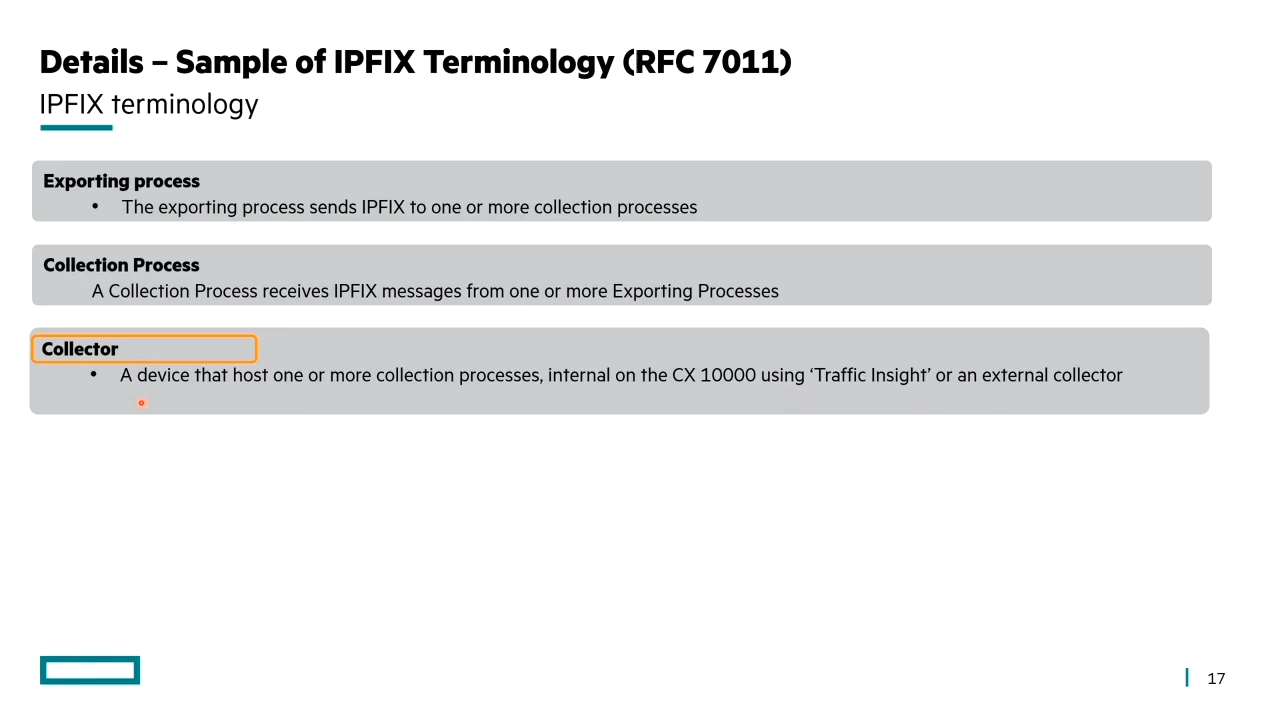 Details – Sample of IPFIX Terminology (RFC 7011)
IPFIX terminology
Exporting process
• The exporting process sends IPFIX to one or more collection processes
Collection Process
A Collection Process receives IPFIX messages from one or more Exporting Processes
Collector
• A device that host one or more collection processes, internal on the CX 10000 using ‘Traffic Insight’ or an external collector
17